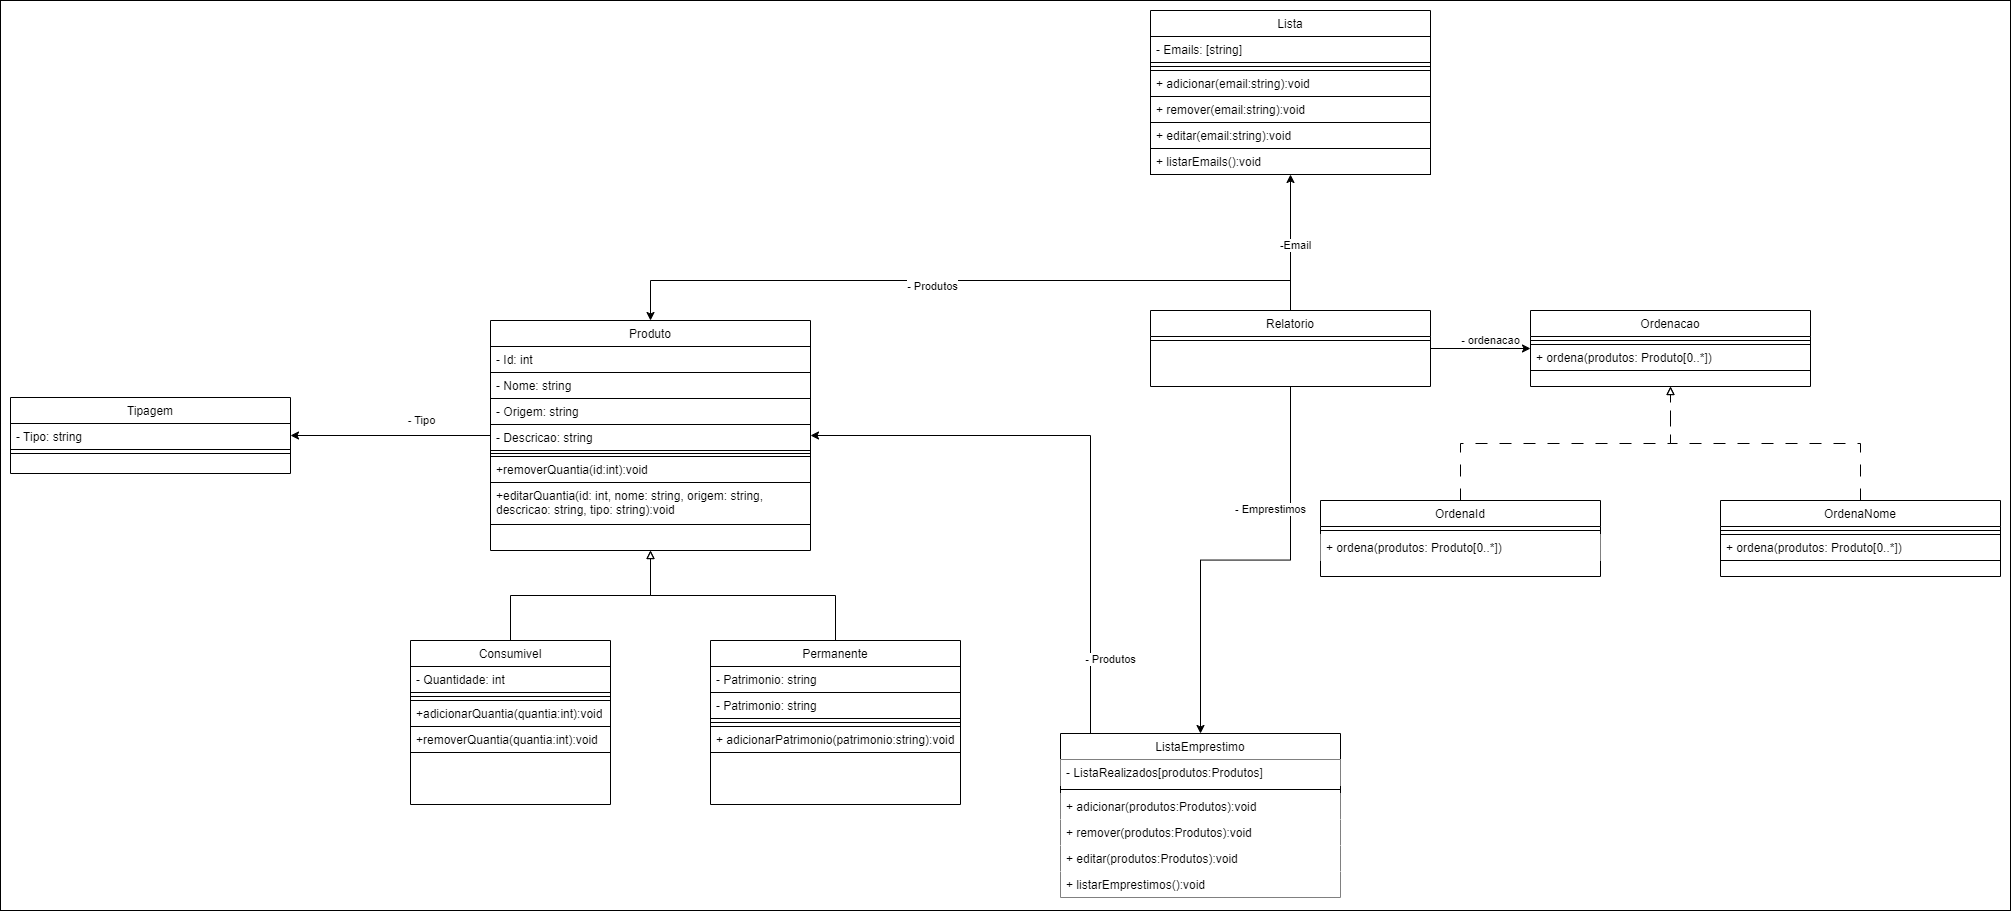 Lista
- Emails: [string]
+ adicionar(email:string):void
+ remover(email:string):void
+ editar(email:string):void
+ listarEmails():void
-Email
- Produtos
Relatorio
- ordenacao
Ordenacao
+ ordena(produtos: Produto[0..*])
Produto
- Id: int
- Nome: string
- Origem: string
- Descricao: string
+removerQuantia(id:int):void
+editarQuantia(id: int, nome: string, origem: string,
descricao: string, tipo: string):void
Tipagem
- Tipo: string
- Tipo
- Emprestimos
OrdenaId
+ ordena(produtos: Produto[0..*])
OrdenaNome
+ ordena(produtos: Produto[0..*])
Consumivel
- Quantidade: int
+adicionarQuantia(quantia:int):void
+removerQuantia(quantia:int):void
Permanente
- Patrimonio: string
- Patrimonio: string
+ adicionarPatrimonio(patrimonio:string):void
- Produtos
ListaEmprestimo
- ListaRealizados[produtos:Produtos]
+ adicionar(produtos:Produtos):void
+ remover(produtos:Produtos):void
+ editar(produtos:Produtos):void
+ listarEmprestimos():void